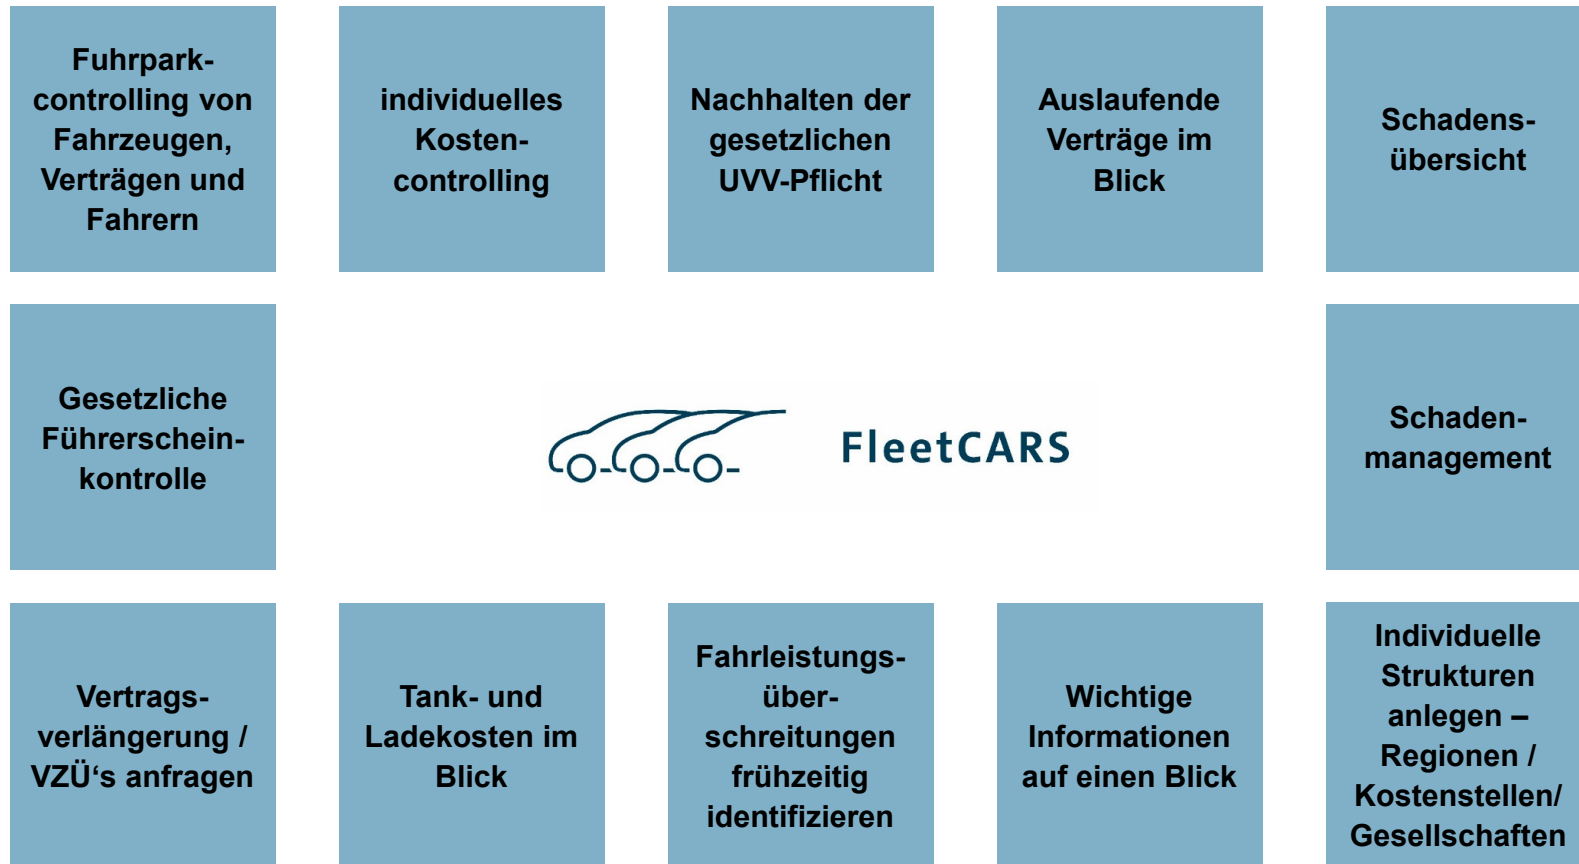 Fuhrpark-
controlling von
Fahrzeugen,
Verträgen und
Fahrern
individuelles
Kosten-
controlling
Nachhalten der
gesetzlichen
UVV-Pflicht
Auslaufende
Verträge im
Blick
Schadens-
übersicht
Gesetzliche
Führerschein-
kontrolle
FleetCARS
Schaden-
management
Vertrags-
verlängerung /
VZÜ‘s anfragen
Tank- und
Ladekosten im
Blick
Fahrleistungs-
über-
schreitungen
frühzeitig
identifizieren
Wichtige
Informationen
auf einen Blick
Individuelle
Strukturen
anlegen –
Regionen /
Kostenstellen/
Gesellschaften